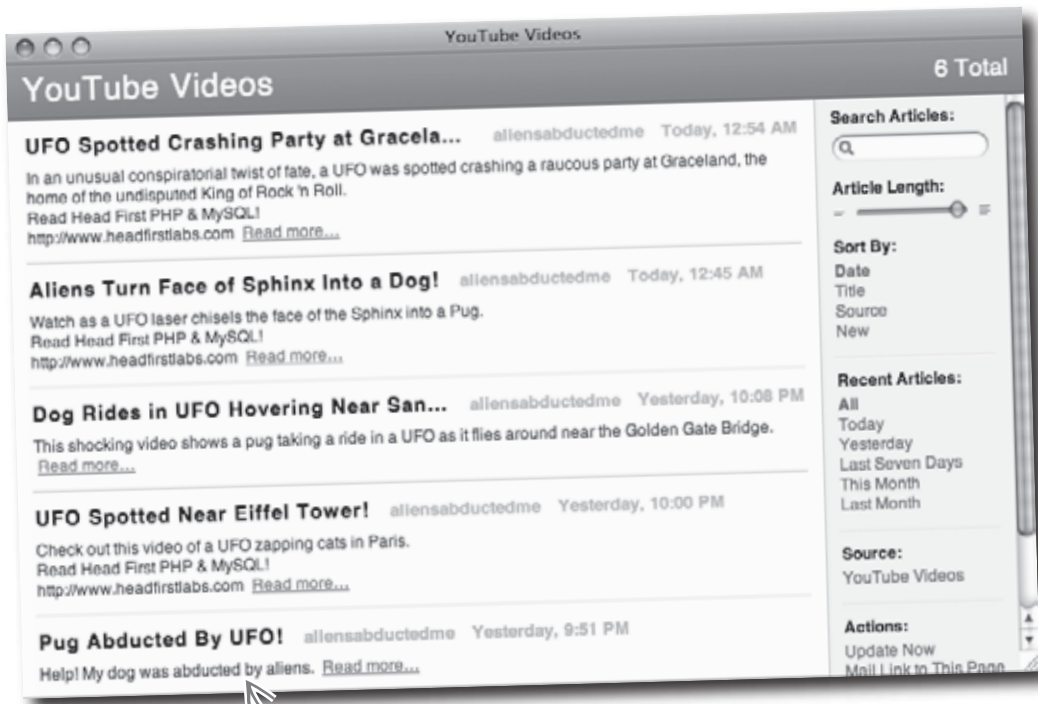 YouTube Videos
YouTube Videos
6 Total
UFO Spotted Crashing Party at Gracela... aliensabductedme Today, 12:54 AM
In an unusual conspiratorial twist of fate, a UFO was spotted crashing a raucous party at Graceland, the
home of the undisputed King of Rock 'n Roll.
Read Head First PHP & MySQL!
http://www.headfirstlabs.com Read more...
Aliens Turn Face of Sphinx Into a Dog! aliensabductedme Today, 12:45 AM
Watch as a UFO laser chisels the face of the Sphinx into a Pug.
Read Head First PHP & MySQL!
http://www.headfirstlabs.com Read more...
Dog Rides in UFO Hovering Near San... aliensabductedme Yesterday, 10:08 PM
This shocking video shows a pug taking a ride in a UFO as it flies around near the Golden Gate Bridge.
Read more...
UFO Spotted Near Eiffel Tower! aliensabductedme Yesterday, 10:00 PM
Check out this video of a UFO zapping cats in Paris.
Read Head First PHP & MySQL!
http://www.headfirstlabs.com Read more...
Pug Abducted By UFO! aliensabductedme Yesterday, 9:51 PM
Help! My dog was abducted by aliens. Read more...
Search Articles:
Article Length:
Sort By:
Date
Title
Source
New
Recent Articles:
All
Today
Yesterday
Last Seven Days
This Month
Last Month
Source:
YouTube Videos
Actions:
Update Now
Mail Link to This Page